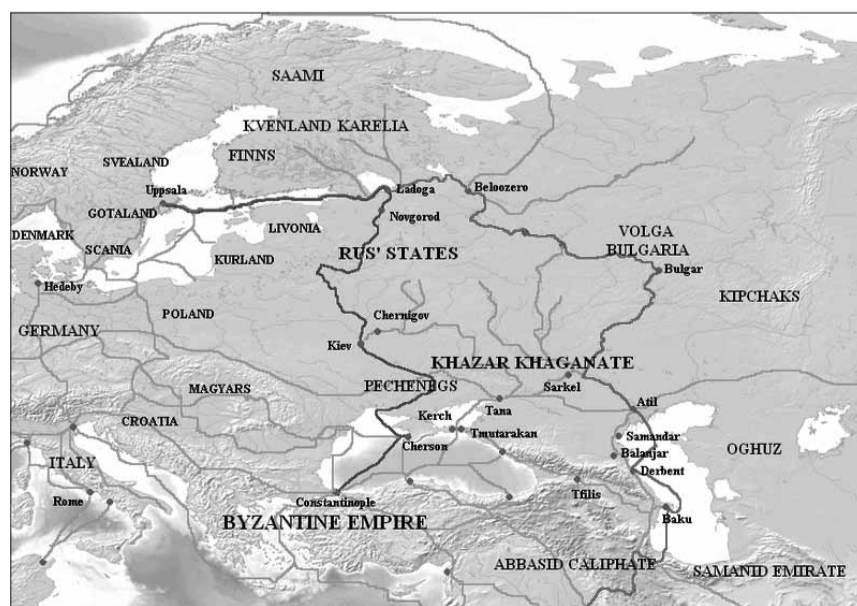 SAAMI
KVENLAND KARELIA
SVEALAND
FINNS
NORWAY
Uppsala
Ladoga
Beloozero
GOTALAND
Novgorod
LIVONIA
DENMARK
SCANIA
VOLGA
BULGARIA
RUS' STATES
KURLAND
Bulgar
Hedeby
KIPCHAKS
POLAND
Chernigov
GERMANY
Kiev
KHAZAR KHAGANATE
PECHENEGS
Sarkel
MAGYARS
Tana
Atil
CROATIA
Kerch
Tmutarakan
Samandar
Cherson
OGHUZ
Balanjar
ITALY
Derbent
Tfilis
Rome
Constantinople
Baku
BYZANTINE EMPIRE
ABBASID CALIPHATE
SAMANID EMIRATE